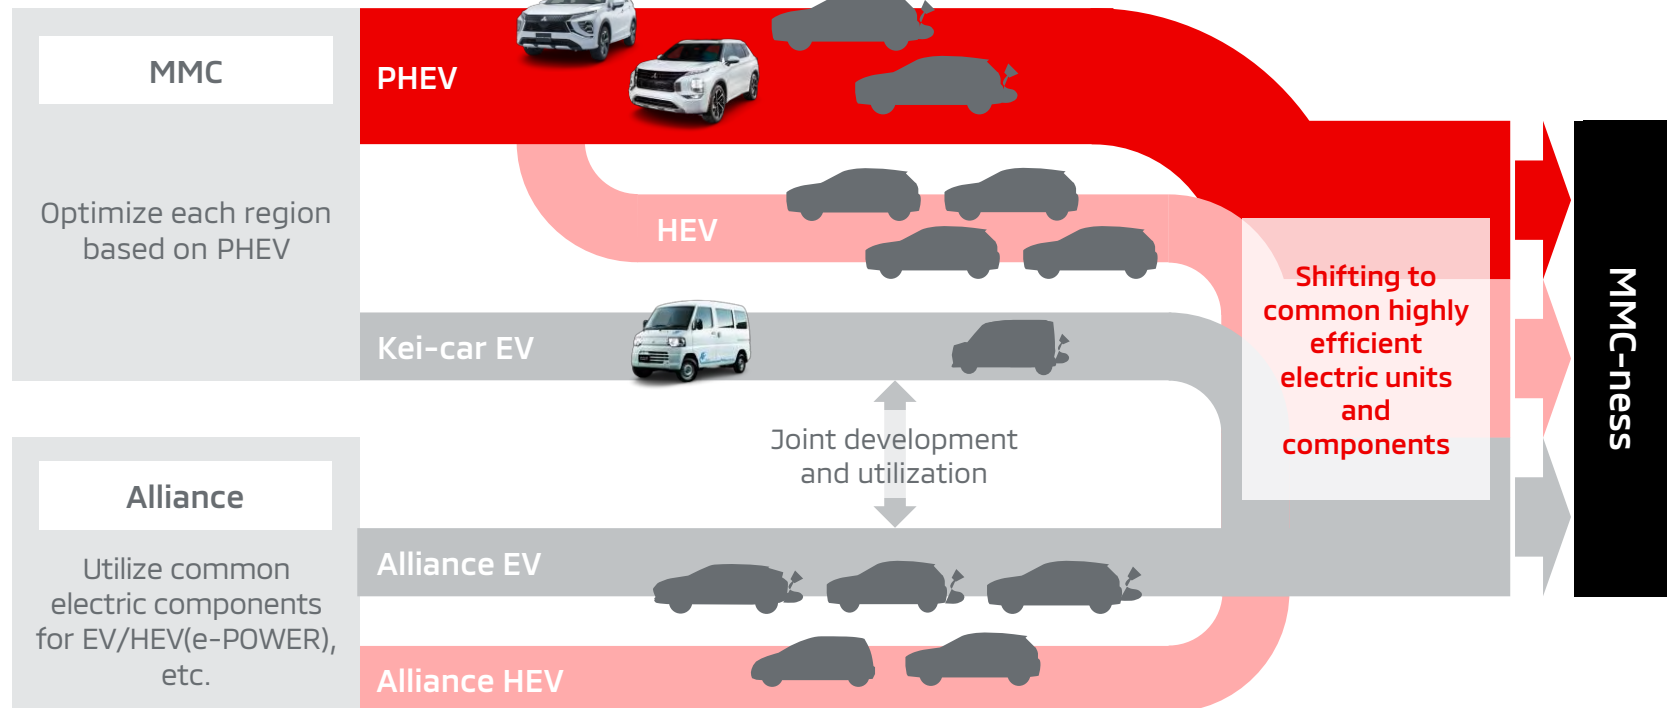 MMC
Optimize each region
based on PHEV
PHEV
HEV
Kei-car EV
Joint development
and utilization
Alliance
Utilize common
electric components
for EV/HEV(e-POWER),
etc.
Alliance EV
Alliance HEV
Shifting to
common highly
efficient
electric units
and
components
MMC-ness